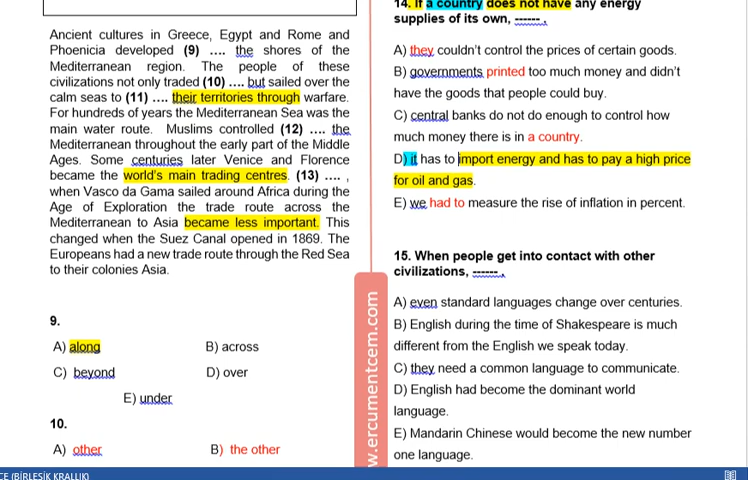 Ancient cultures in Greece, Egypt and Rome and
Phoenicia developed (9) .... the shores of the
Mediterranean region. The people of these
civilizations not only traded (10) .... but sailed over the
calm seas to (11) .... their territories through warfare.
For hundreds of years the Mediterranean Sea was the
main water route. Muslims controlled (12) .... the
Mediterranean throughout the early part of the Middle
Ages. Some centuries later Venice and Florence
became the world's main trading centres. (13) .... ,
when Vasco da Gama sailed around Africa during the
Age of Exploration the trade route across the
Mediterranean to Asia became less important. This
changed when the Suez Canal opened in 1869. The
Europeans had a new trade route through the Red Sea
to their colonies Asia.
9.
A) along B) across
C) beyond D) over
E) under
10.
A) other B) the other
w.ercumentcem.com
14. If a country does not have any energy
supplies of its own, ------ .
A) they couldn't control the prices of certain goods.
B) governments printed too much money and didn't
have the goods that people could buy.
C) central banks do not do enough to control how
much money there is in a country.
D) it has to import energy and has to pay a high price
for oil and gas.
E) we had to measure the rise of inflation in percent.
15. When people get into contact with other
civilizations, ------ .
A) even standard languages change over centuries.
B) English during the time of Shakespeare is much
different from the English we speak today.
C) they need a common language to communicate.
D) English had become the dominant world
language.
E) Mandarin Chinese would become the new number
one language.
CE (BİRLEŞİK KRALLIK)